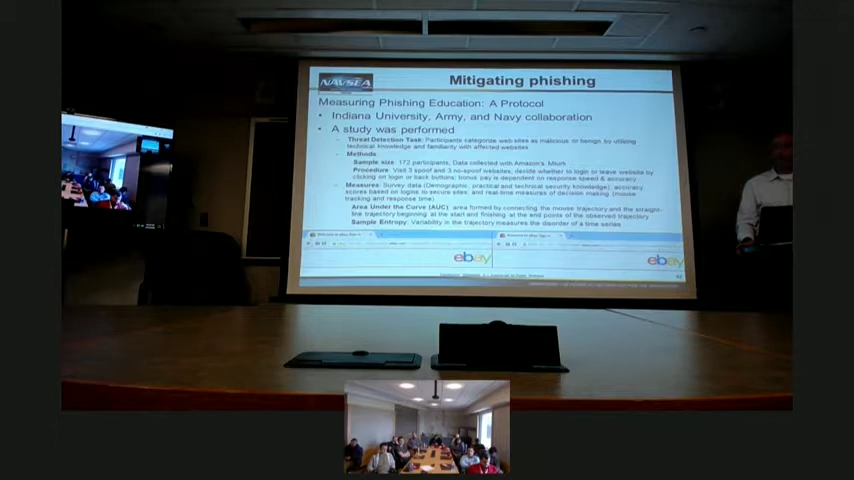 NAVSEA
Mitigating phishing
Measuring Phishing Education: A Protocol
• Indiana University, Army, and Navy collaboration
• A study was performed
– Threat Detection Task: Participants categorize web sites as malicious or benign by utilizing
technical knowledge and familiarity with affected websites
– Methods
Sample size: 172 participants, Data collected with Amazon's Mturk
Procedure: Visit 3 spoof and 3 no-spoof websites; decide whether to login or leave website by
clicking on login or back buttons; bonus pay is dependent on response speed & accuracy
– Measures: Survey data (Demographic, practical and technical security knowledge); accuracy
scores based on logins to secure sites; and real-time measures of decision making (mouse
tracking and response time)
Area Under the Curve (AUC): area formed by connecting the mouse trajectory and the straight-
line trajectory beginning at the start and finishing at the end points of the observed trajectory
Sample Entropy: Variability in the trajectory measures the disorder of a time series
ebay
ebay